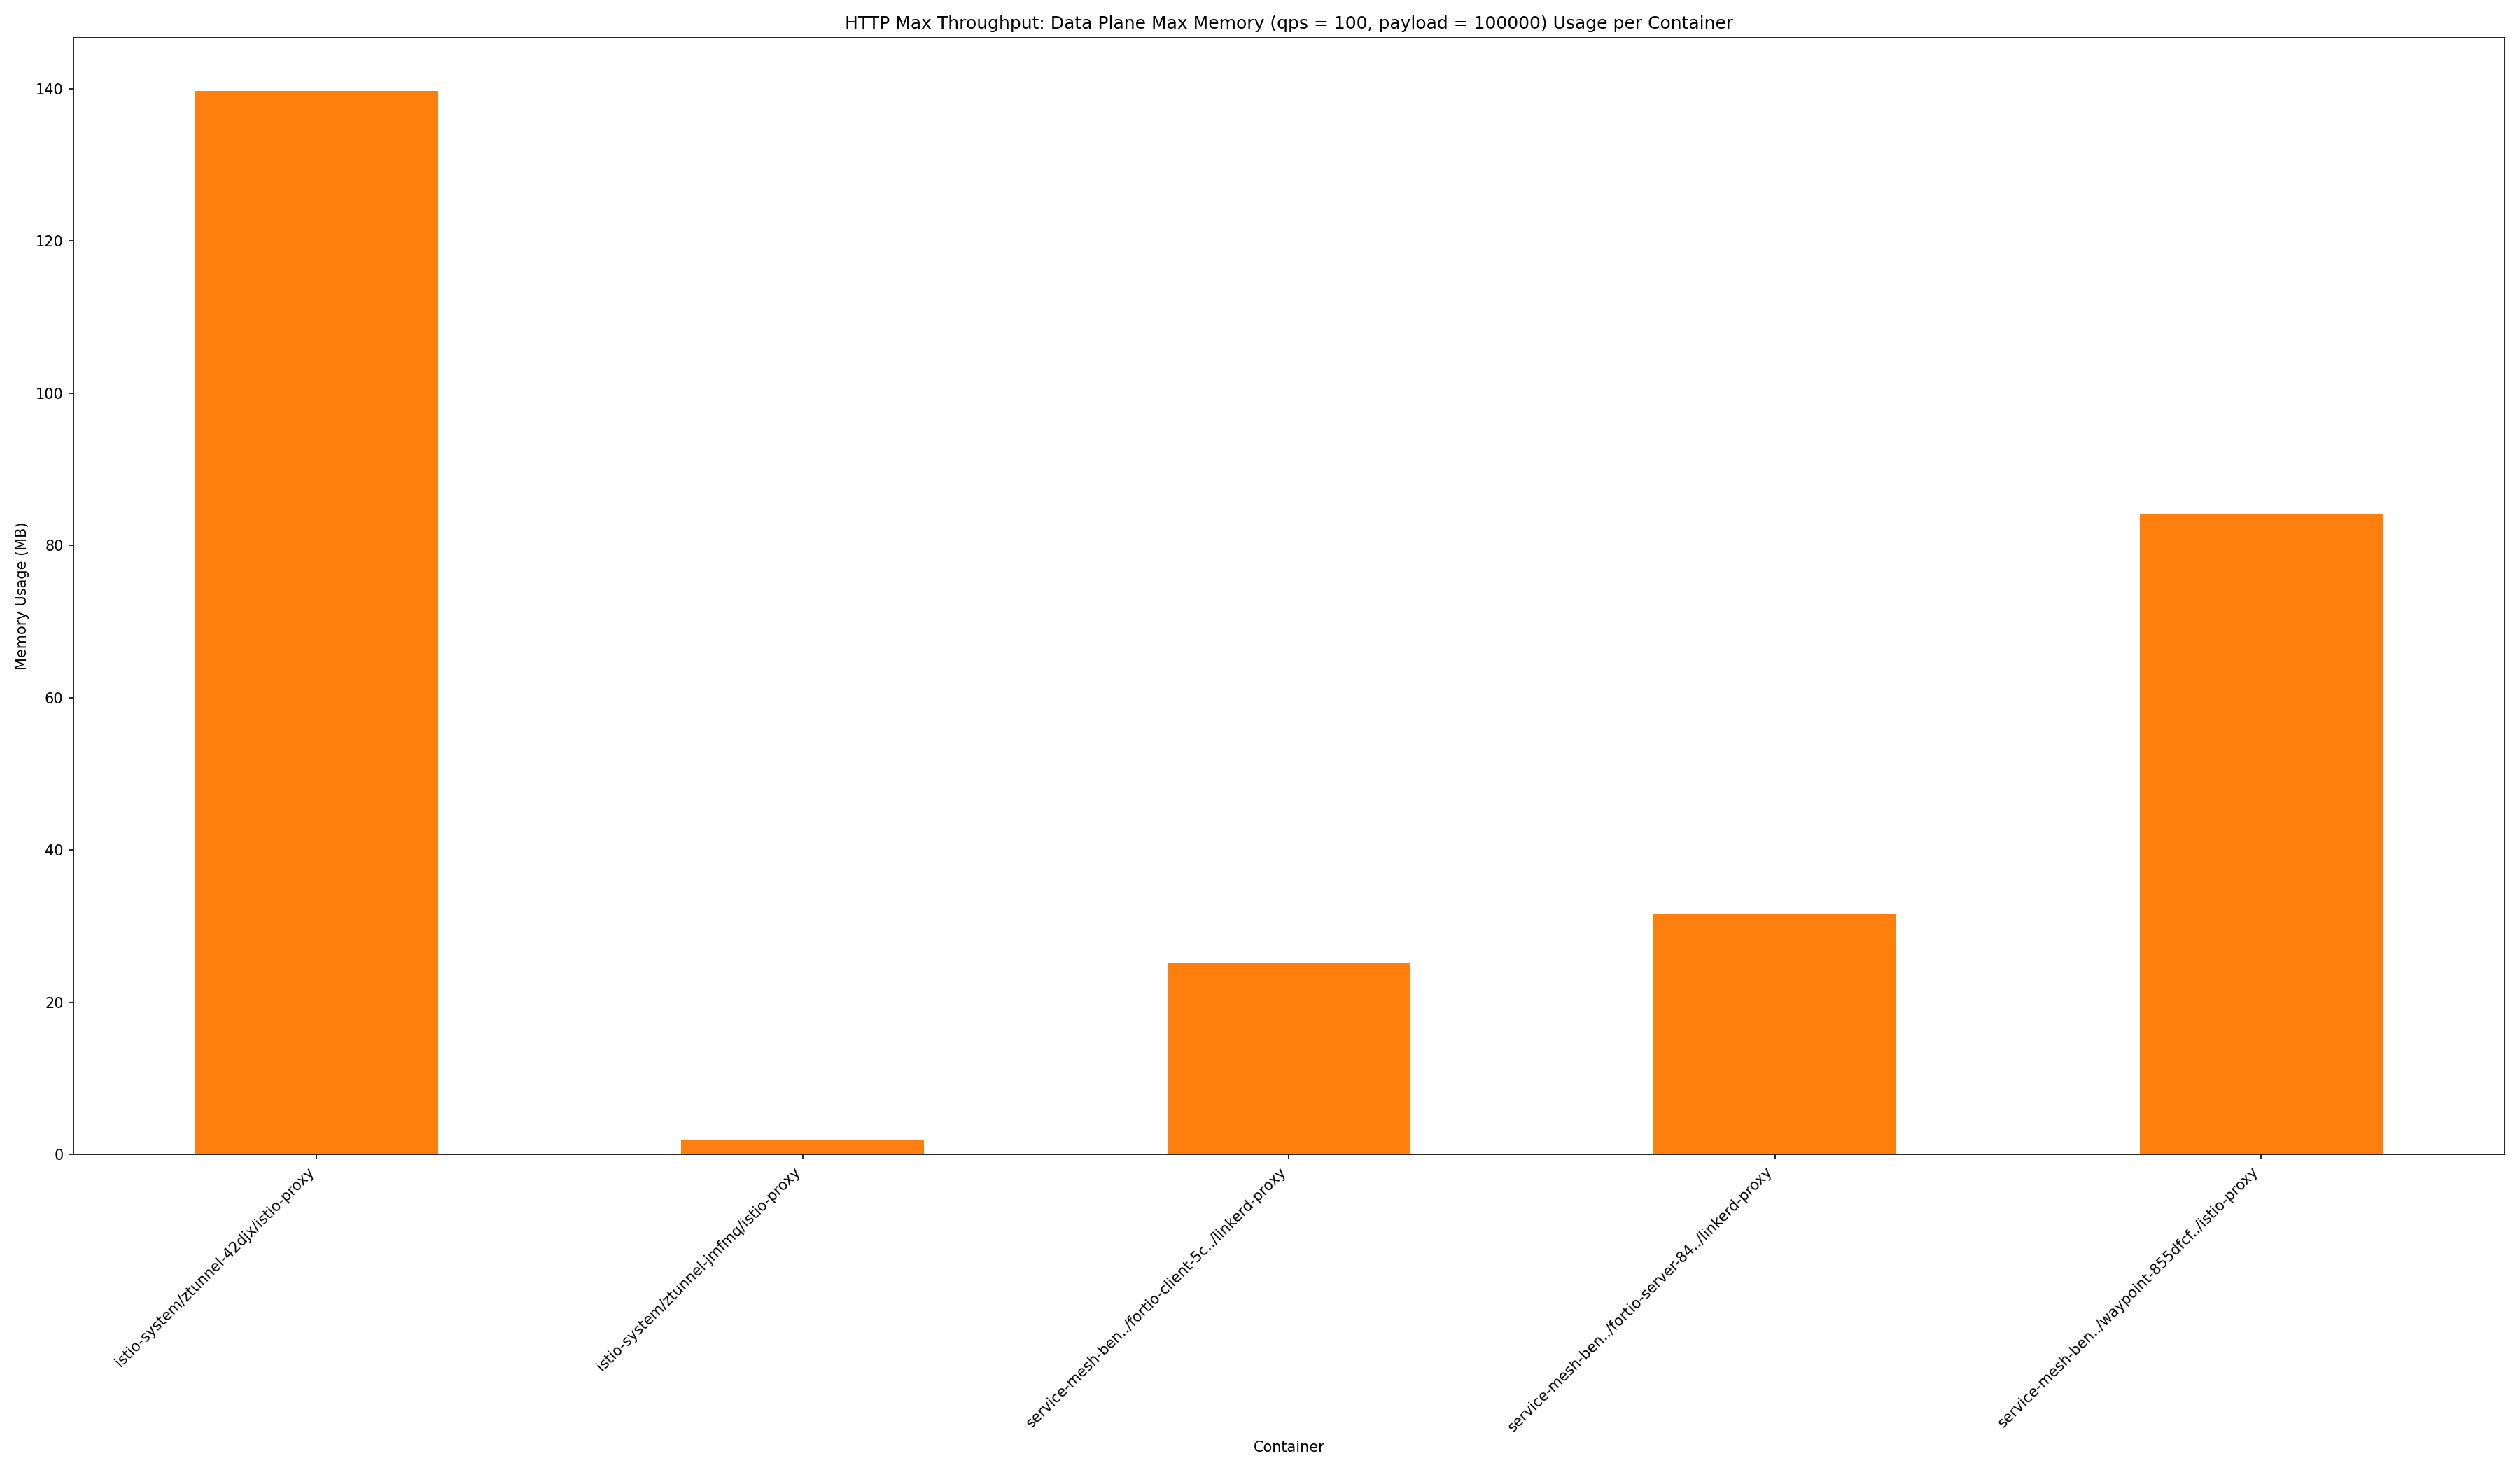 HTTP Max Throughput: Data Plane Max Memory (qps = 100, payload = 100000) Usage per Container
Memory Usage (MB)
140
120
100
80
60
40
20
0
istio-system/ztunnel-42djx/istio-proxy
istio-system/ztunnel-jmfmq/istio-proxy
service-mesh-ben../fortio-client-5c../linkerd-proxy
service-mesh-ben../fortio-server-84../linkerd-proxy
service-mesh-ben../waypoint-855dfcf../istio-proxy
Container